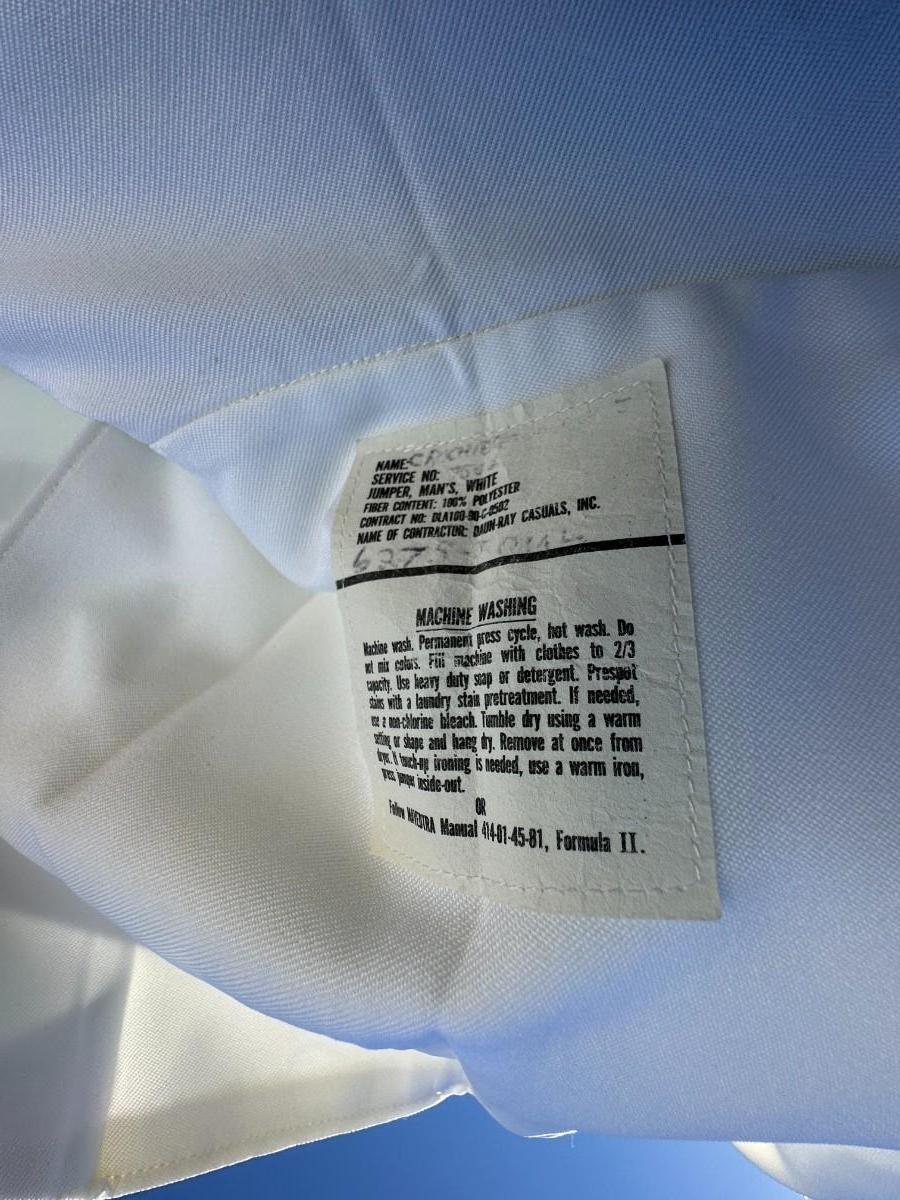 NAME:
SERVICE NO:
JUMPER, MAN'S, WHITE
FIBER CONTENT: 100% POLYESTER
CONTRACT NO: DLA100-90-C-0502
NAME OF CONTRACTOR: DAUN-RAY CASUALS, INC.
MACHINE WASHING
Machine wash. Permanent press cycle, hot wash. Do
not mix colors. Fill machine with clothes to 2/3
capacity. Use heavy duty soap or detergent. Prespot
stains with a laundry stain pretreatment. If needed,
use a non-chlorine bleach. Tumble dry using a warm
setting or shape and hang dry. Remove at once from
dryer. If touch-up ironing is needed, use a warm iron,
press jumper inside-out.
OR
Follow NAVEDTRA Manual 414-01-45-81, Formula II.